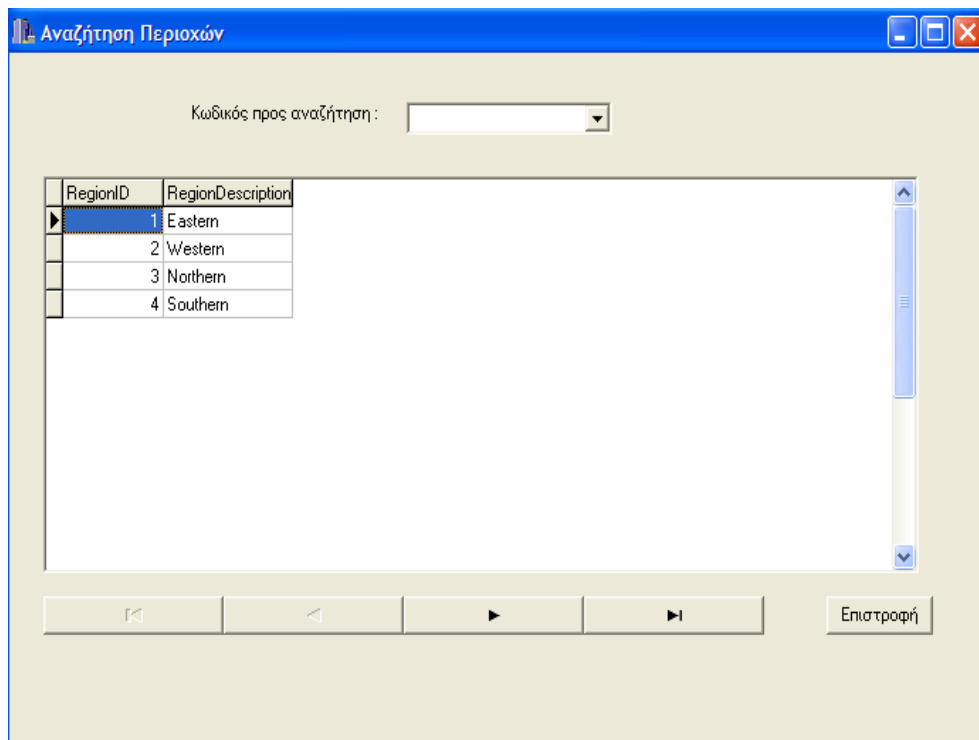 Αναζήτηση Περιοχών
Κωδικός προς αναζήτηση :
RegionID RegionDescription
1 Eastern
2 Western
3 Northern
4 Southern
Επιστροφή